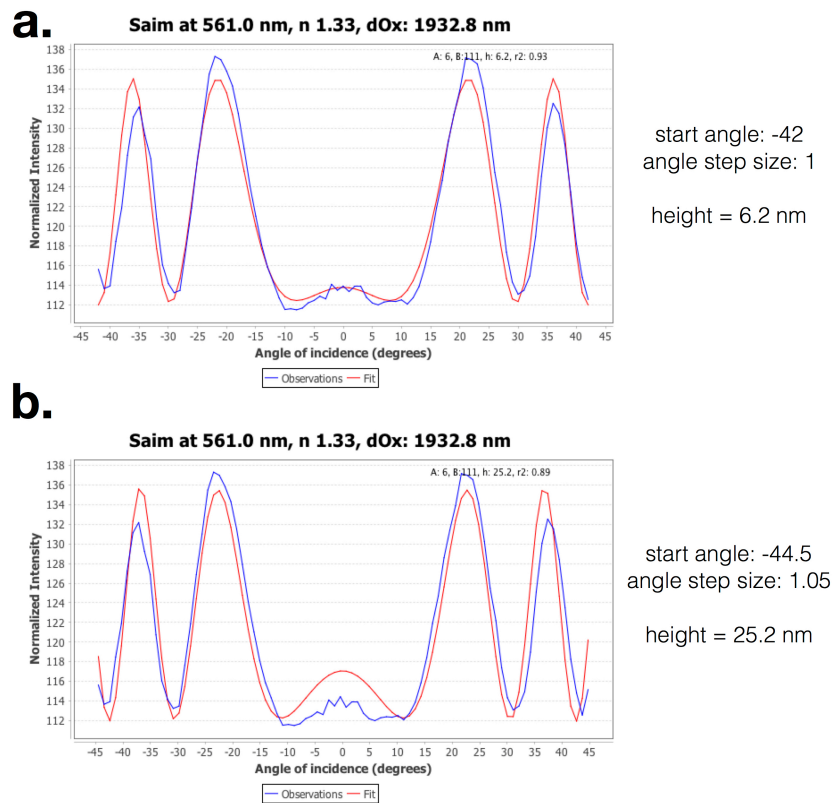 a.
Saim at 561.0 nm, n 1.33, dOx: 1932.8 nm
138
136
134
132
130
128
126
124
122
120
118
116
114
112
Normalized Intensity
A: 6, B:111, h: 6.2, r2: 0.93
-45 -40 -35 -30 -25 -20 -15 -10 -5 0 5 10 15 20 25 30 35 40 45
Angle of incidence (degrees)
Observations Fit
start angle: -42
angle step size: 1
height = 6.2 nm
b.
Saim at 561.0 nm, n 1.33, dOx: 1932.8 nm
138
136
134
132
130
128
126
124
122
120
118
116
114
112
Normalized Intensity
A: 6, B:111, h: 25.2, r2: 0.89
-45 -40 -35 -30 -25 -20 -15 -10 -5 0 5 10 15 20 25 30 35 40 45
Angle of incidence (degrees)
Observations Fit
start angle: -44.5
angle step size: 1.05
height = 25.2 nm